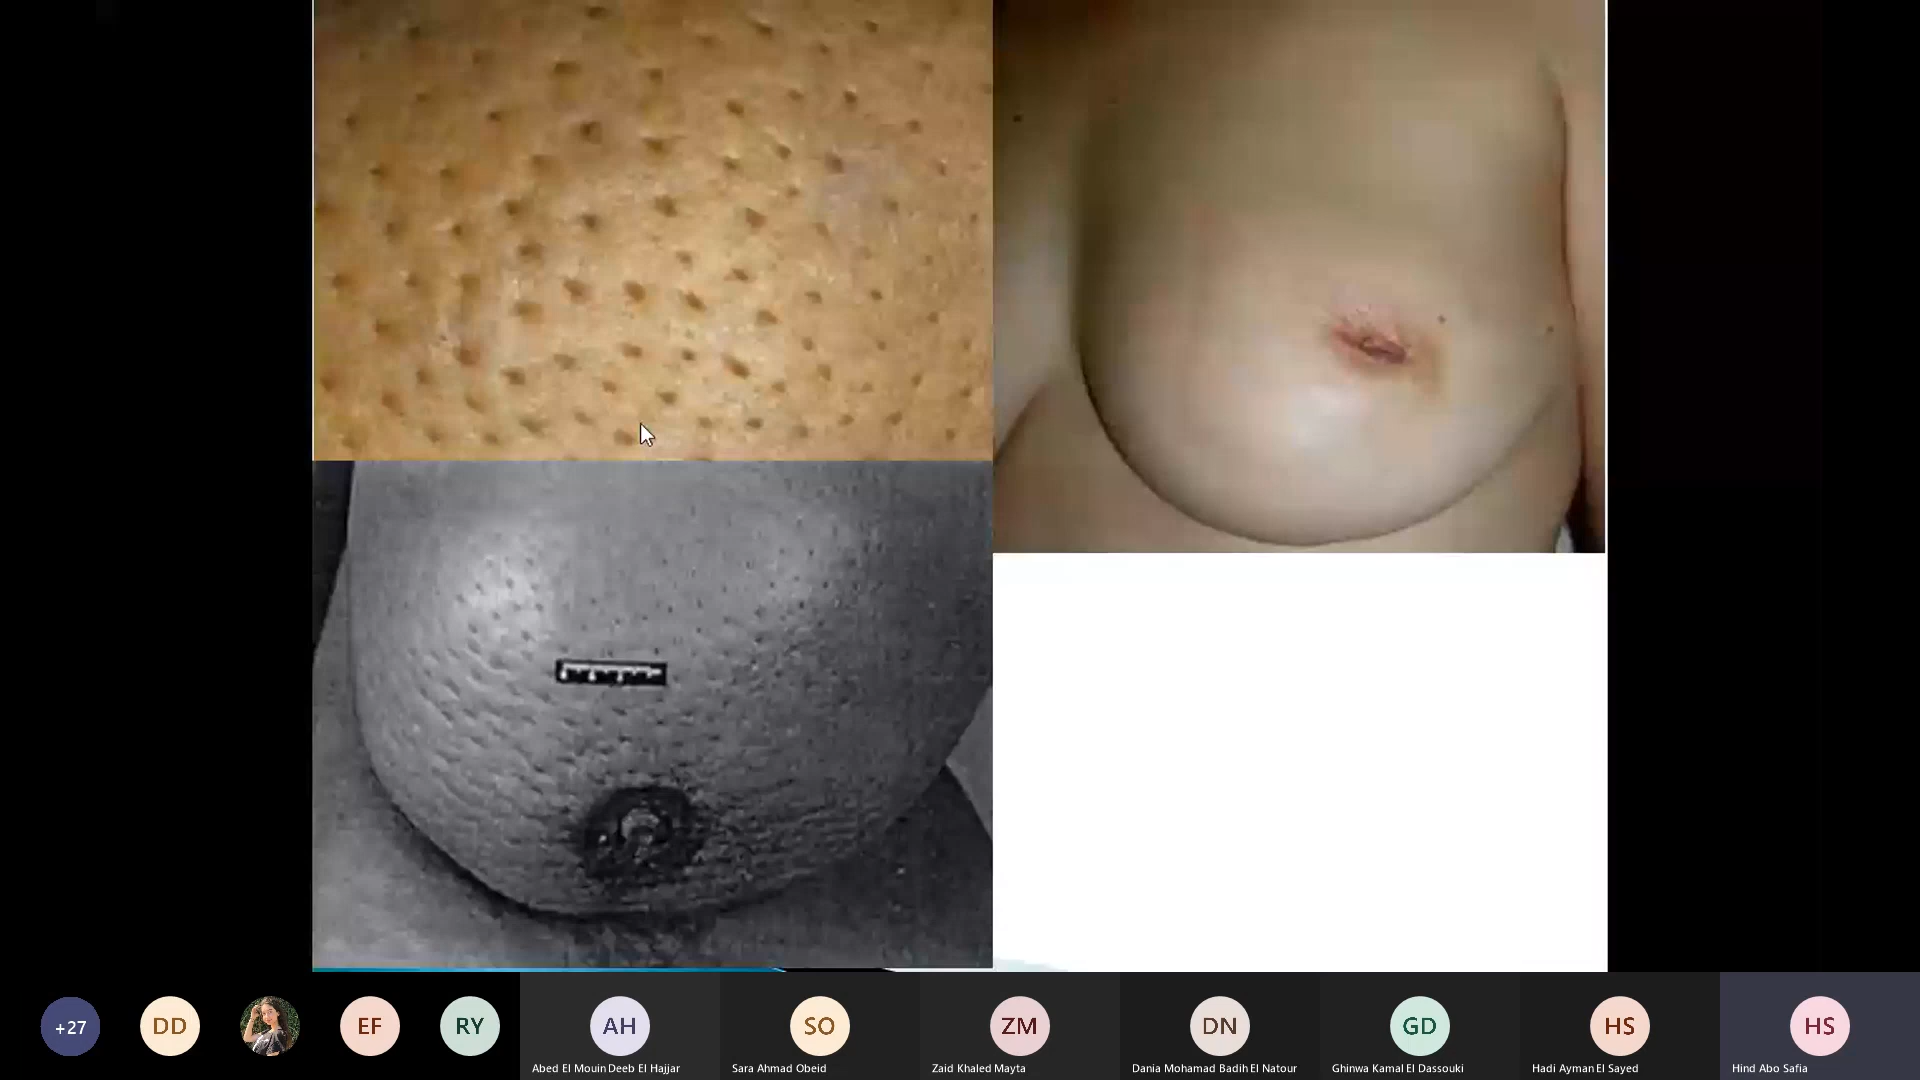 +27
DD
EF
RY
AH
SO
ZM
DN
GD
HS
HS
Abed El Mouin Deeb El Hajjar
Sara Ahmad Obeid
Zaid Khaled Mayta
Dania Mohamad Badih El Natour
Ghinwa Kamal El Dassouki
Hadi Ayman El Sayed
Hind Abo Safia